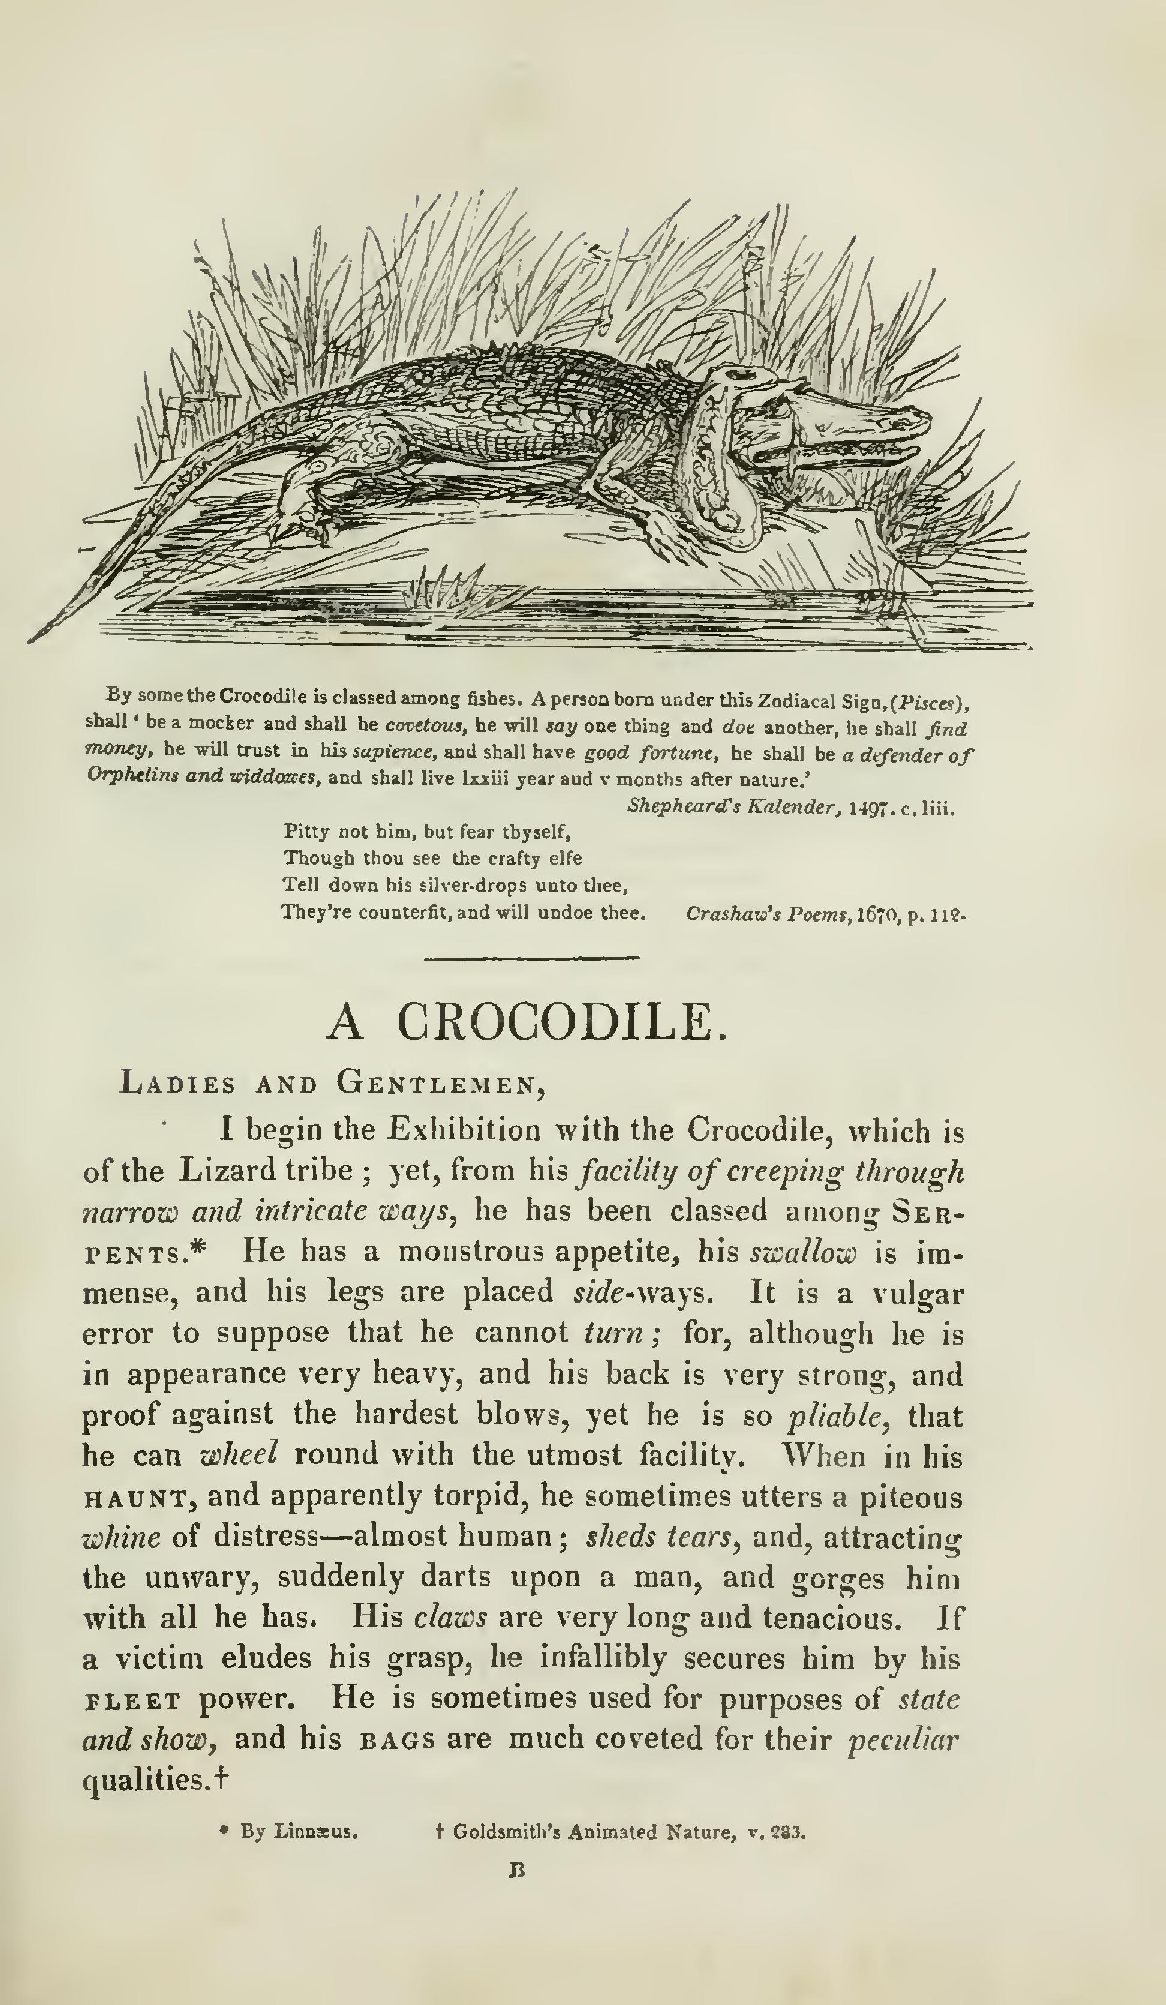 By some the Crocodile is classed among fishes. A person born under this Zodiacal Sign, (Pisces),
shall ‘ be a mocker and shall be covetous, he will say one thing and doe another, he shall find
money, he will trust in his sapience, and shall have good fortune, he shall be a defender of
Orphelins and widdowes, and shall live lxxiii year and v months after nature.’
Shepheard's Kalender, 1497. c. liii.
Pitty not him, but fear thyself,
Though thou see the crafty elfe
Tell down his silver-drops unto thee,
They're counterfit, and will undoe thee. Crashaw's Poems, 1670, p. 112.
A CROCODILE.
LADIES AND GENTLEMEN,
I begin the Exhibition with the Crocodile, which is
of the Lizard tribe ; yet, from his facility of creeping through
narrow and intricate ways, he has been classed among SER-
PENTS.* He has a monstrous appetite, his swallow is im-
mense, and his legs are placed side-ways. It is a vulgar
error to suppose that he cannot turn ; for, although he is
in appearance very heavy, and his back is very strong, and
proof against the hardest blows, yet he is so pliable, that
he can wheel round with the utmost facility. When in his
HAUNT, and apparently torpid, he sometimes utters a piteous
whine of distress—almost human ; sheds tears, and, attracting
the unwary, suddenly darts upon a man, and gorges him
with all he has. His claws are very long and tenacious. If
a victim eludes his grasp, he infallibly secures him by his
FLEET power. He is sometimes used for purposes of state
and show, and his BAGS are much coveted for their peculiar
qualities.†
* By Linnæus. † Goldsmith's Animated Nature, v. 283.
B